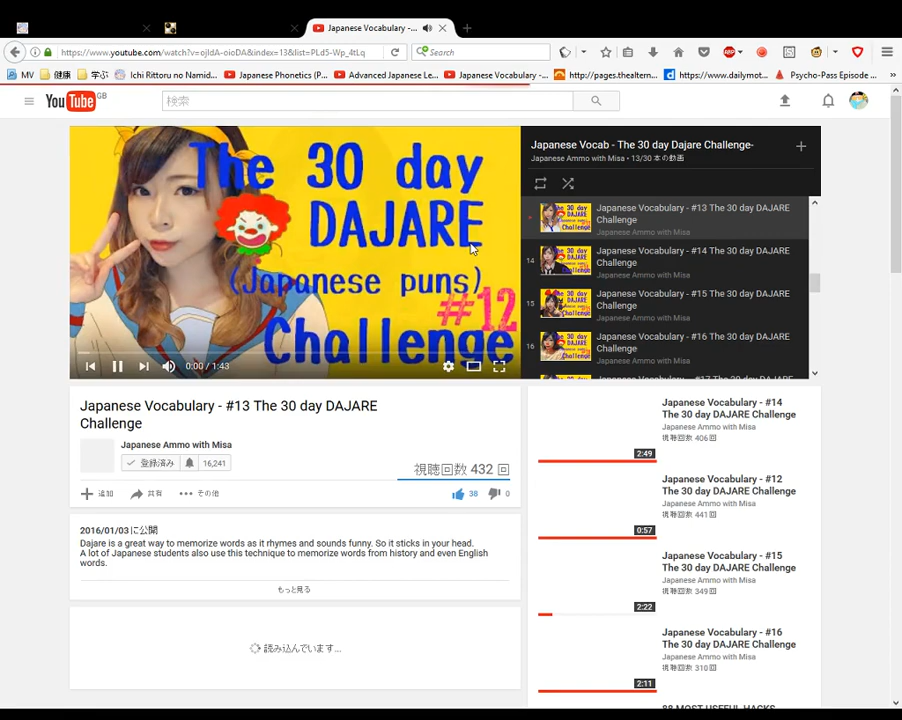 Japanese Vocabulary -
https://www.youtube.com/watch?v=ojIdA-oioDA&index=13&list=PLd5-Wp_4tLq
Search
MV
健康
学ぶ
Ichi Rittoru no Namid...
Japanese Phonetics (P...
Advanced Japanese Le...
Japanese Vocabulary -...
http://pages.thealtern...
https://www.dailymot...
Psycho-Pass Episode ...
YouTube GB
検索
The 30 day
DAJARE
(Japanese puns)
#12
Challenge
0:00 / 1:43
Japanese Vocab - The 30 day Dajare Challenge-
Japanese Ammo with Misa • 13/30 本の動画
Japanese Vocabulary - #13 The 30 day DAJARE
Challenge
Japanese Ammo with Misa
14
Japanese Vocabulary - #14 The 30 day DAJARE
Challenge
Japanese Ammo with Misa
15
Japanese Vocabulary - #15 The 30 day DAJARE
Challenge
Japanese Ammo with Misa
16
Japanese Vocabulary - #16 The 30 day DAJARE
Challenge
Japanese Ammo with Misa
Japanese Vocabulary - #17 The 30 day DAJARE
Japanese Vocabulary - #13 The 30 day DAJARE
Challenge
Japanese Ammo with Misa
登録済み
16,241
視聴回数 432 回
追加
共有
その他
38
0
2016/01/03 に公開
Dajare is a great way to memorize words as it rhymes and sounds funny. So it sticks in your head.
A lot of Japanese students also use this technique to memorize words from history and even English
words.
もっと見る
読み込んでいます...
Japanese Vocabulary - #14
The 30 day DAJARE Challenge
Japanese Ammo with Misa
視聴回数 406 回
2:49
Japanese Vocabulary - #12
The 30 day DAJARE Challenge
Japanese Ammo with Misa
視聴回数 441 回
0:57
Japanese Vocabulary - #15
The 30 day DAJARE Challenge
Japanese Ammo with Misa
視聴回数 349 回
2:22
Japanese Vocabulary - #16
The 30 day DAJARE Challenge
Japanese Ammo with Misa
視聴回数 310 回
2:11
88 MOST USEFUL HACKS